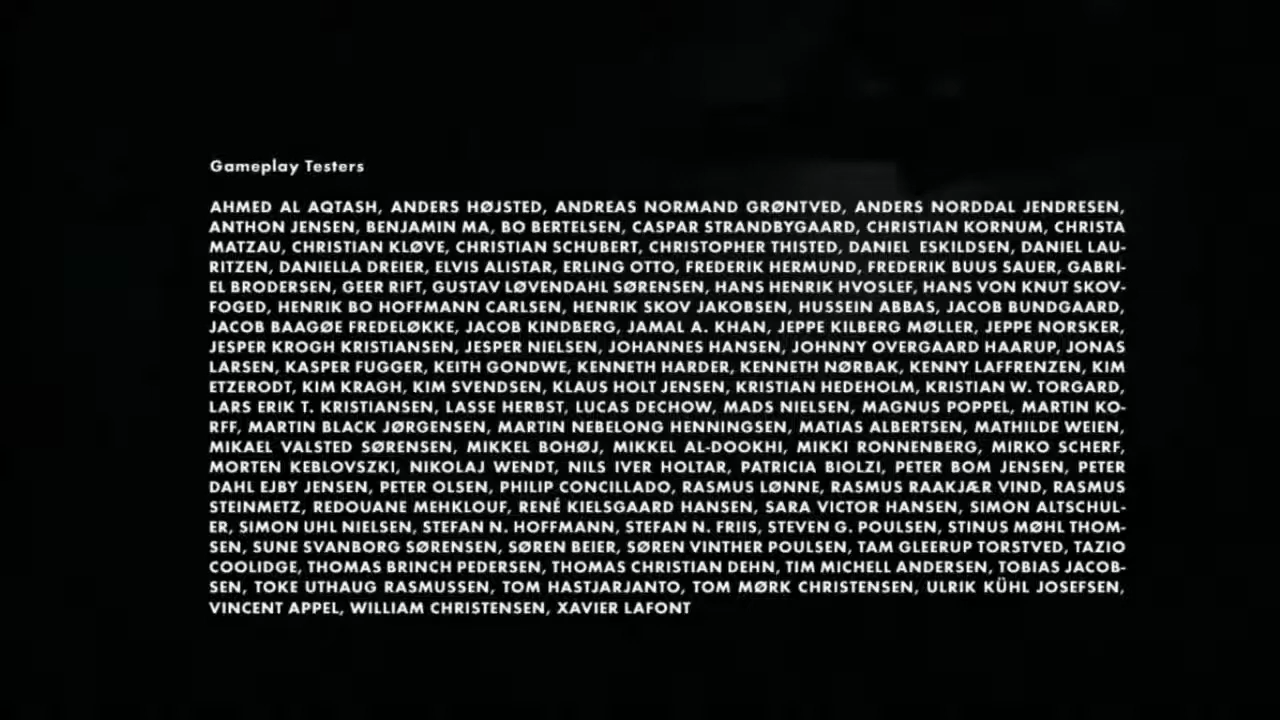 Gameplay Testers
AHMED AL AQTASH, ANDERS HØJSTED, ANDREAS NORMAND GRØNTVED, ANDERS NORDDAL JENDRESEN,
ANTHON JENSEN, BENJAMIN MA, BO BERTELSEN, CASPAR STRANDBYGAARD, CHRISTIAN KORNUM, CHRISTA
MATZAU, CHRISTIAN KLØVE, CHRISTIAN SCHUBERT, CHRISTOPHER THISTED, DANIEL ESKILDSEN, DANIEL LAU-
RITZEN, DANIELLA DREIER, ELVIS ALISTAR, ERLING OTTO, FREDERIK HERMUND, FREDERIK BUUS SAUER, GABRI-
EL BRODERSEN, GEER RIFT, GUSTAV LØVENDAHL SØRENSEN, HANS HENRIK HVOSLEF, HANS VON KNUT SKOV-
FOGED, HENRIK BO HOFFMANN CARLSEN, HENRIK SKOV JAKOBSEN, HUSSEIN ABBAS, JACOB BUNDGAARD,
JACOB BAAGØE FREDELØKKE, JACOB KINDBERG, JAMAL A. KHAN, JEPPE KILBERG MØLLER, JEPPE NORSKER,
JESPER KROGH KRISTIANSEN, JESPER NIELSEN, JOHANNES HANSEN, JOHNNY OVERGAARD HAARUP, JONAS
LARSEN, KASPER FUGGER, KEITH GONDWE, KENNETH HARDER, KENNETH NØRBAK, KENNY LAFFRENZEN, KIM
ETZERODT, KIM KRAGH, KIM SVENDSEN, KLAUS HOLT JENSEN, KRISTIAN HEDEHOLM, KRISTIAN W. TORGARD,
LARS ERIK T. KRISTIANSEN, LASSE HERBST, LUCAS DECHOW, MADS NIELSEN, MAGNUS POPPEL, MARTIN KO-
RFF, MARTIN BLACK JØRGENSEN, MARTIN NEBELONG HENNINGSEN, MATIAS ALBERTSEN, MATHILDE WEIEN,
MIKAEL VALSTED SØRENSEN, MIKKEL BOHØJ, MIKKEL AL-DOOKHI, MIKKI RONNENBERG, MIRKO SCHERF,
MORTEN KEBLOVSZKI, NIKOLAJ WENDT, NILS IVER HOLTAR, PATRICIA BIOLZI, PETER BOM JENSEN, PETER
DAHL EJBY JENSEN, PETER OLSEN, PHILIP CONCILLADO, RASMUS LØNNE, RASMUS RAAKJÆR VIND, RASMUS
STEINMETZ, REDOUANE MEHKLOUF, RENÉ KIELSGAARD HANSEN, SARA VICTOR HANSEN, SIMON ALTSCHUL-
ER, SIMON UHL NIELSEN, STEFAN N. HOFFMANN, STEFAN N. FRIIS, STEVEN G. POULSEN, STINUS MØHL THOM-
SEN, SUNE SVANBORG SØRENSEN, SØREN BEIER, SØREN VINTHER POULSEN, TAM GLEERUP TORSTVED, TAZIO
COOLIDGE, THOMAS BRINCH PEDERSEN, THOMAS CHRISTIAN DEHN, TIM MICHELL ANDERSEN, TOBIAS JACOB-
SEN, TOKE UTHAUG RASMUSSEN, TOM HASTJARJANTO, TOM MØRK CHRISTENSEN, ULRIK KÜHL JOSEFSEN,
VINCENT APPEL, WILLIAM CHRISTENSEN, XAVIER LAFONT